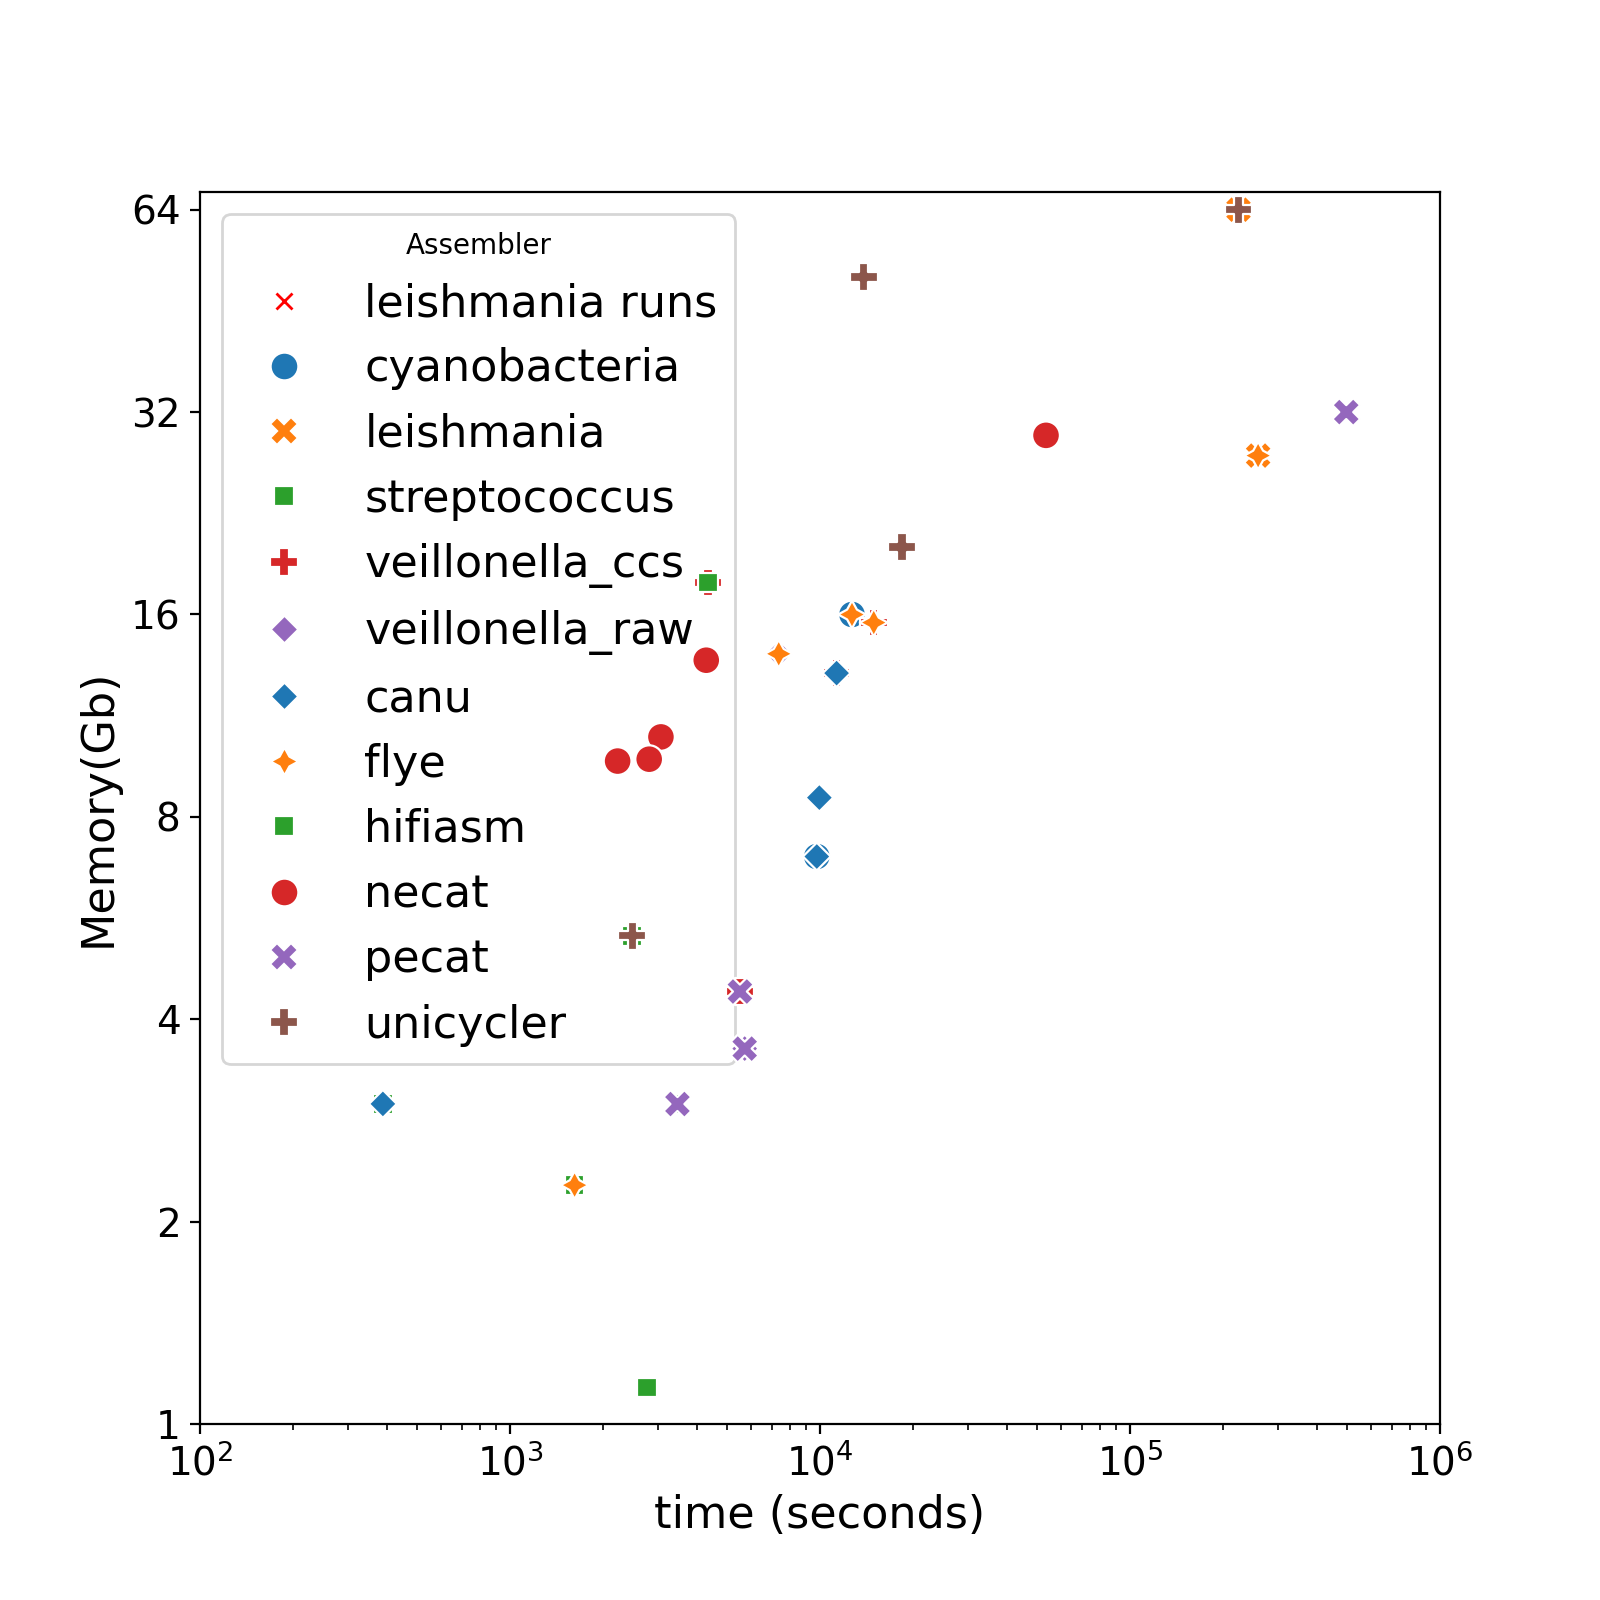 64
32
16
8
4
2
1
Memory(Gb)
Assembler
leishmania runs
cyanobacteria
leishmania
streptococcus
veillonella_ccs
veillonella_raw
canu
flye
hifiasm
necat
pecat
unicycler
10² 10³ 10⁴ 10⁵ 10⁶
time (seconds)